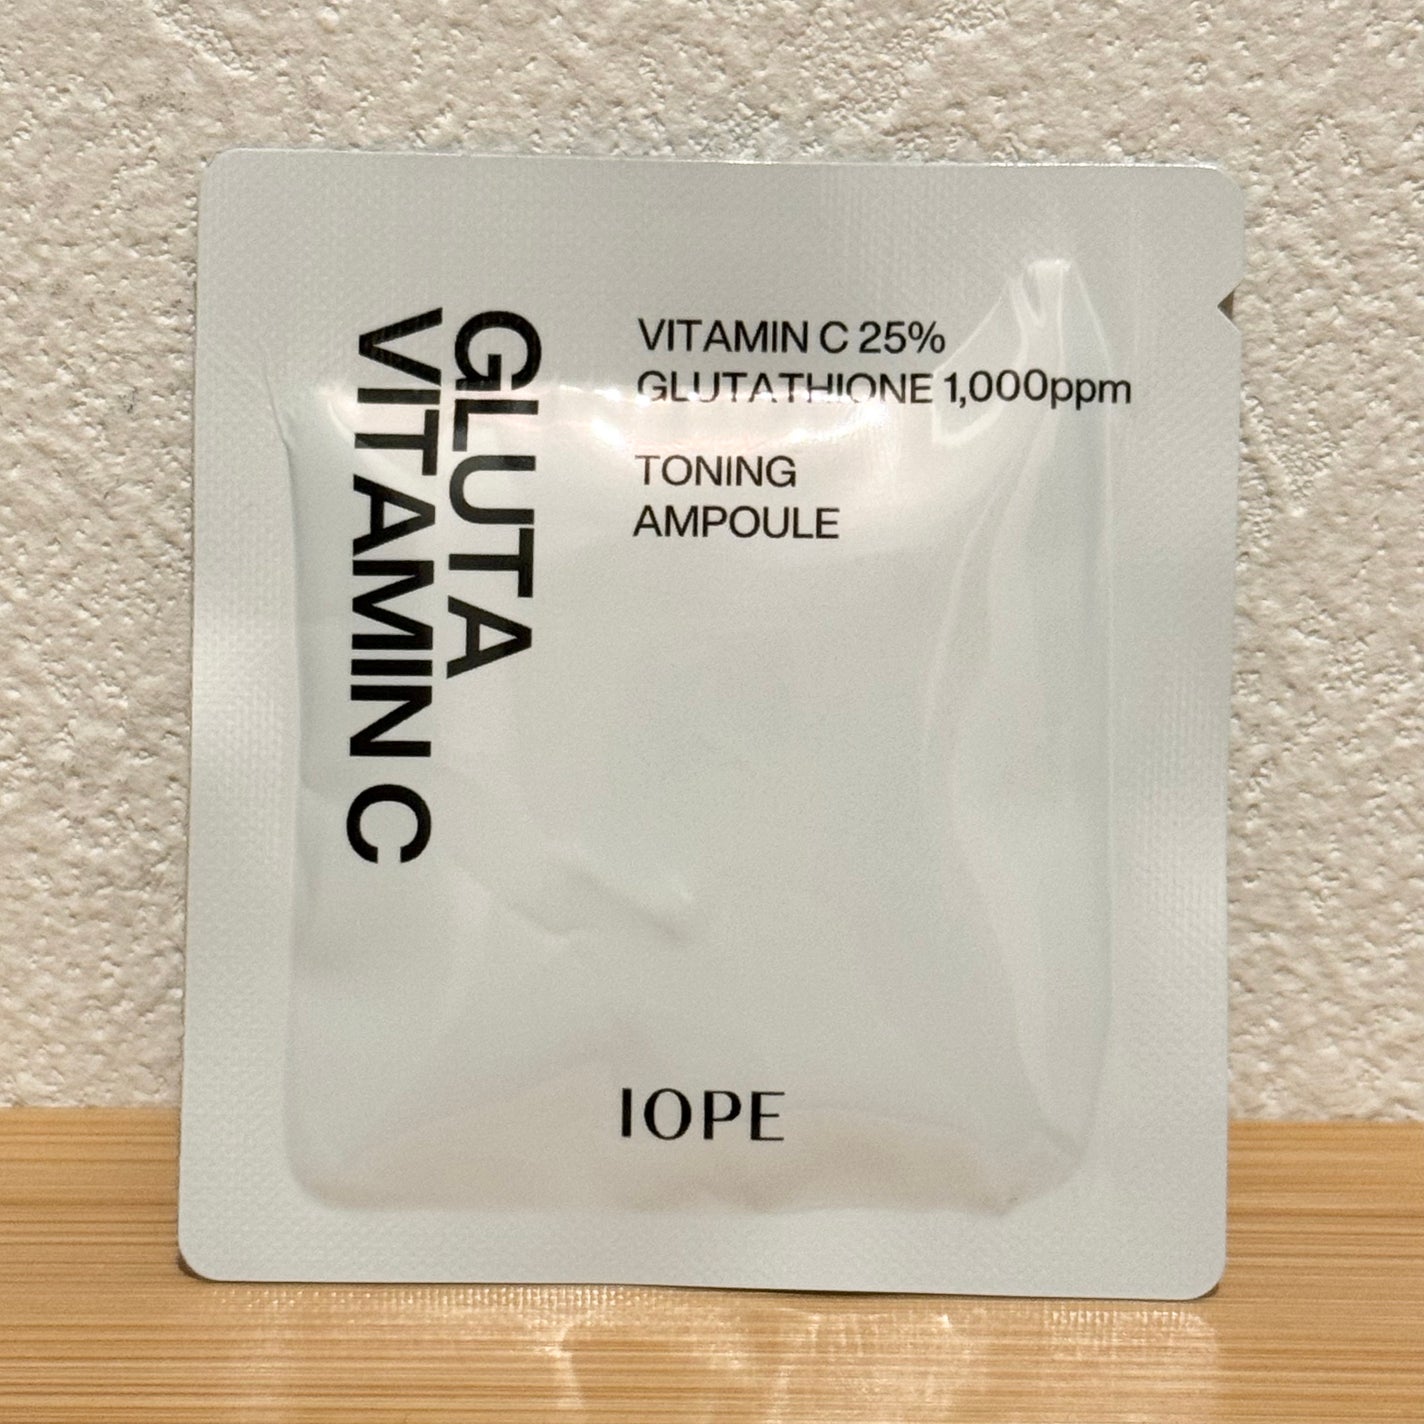 GLUTA
VITAMIN C
VITAMIN C 25%
GLUTATHIONE 1,000ppm
TONING
AMPOULE
IOPE